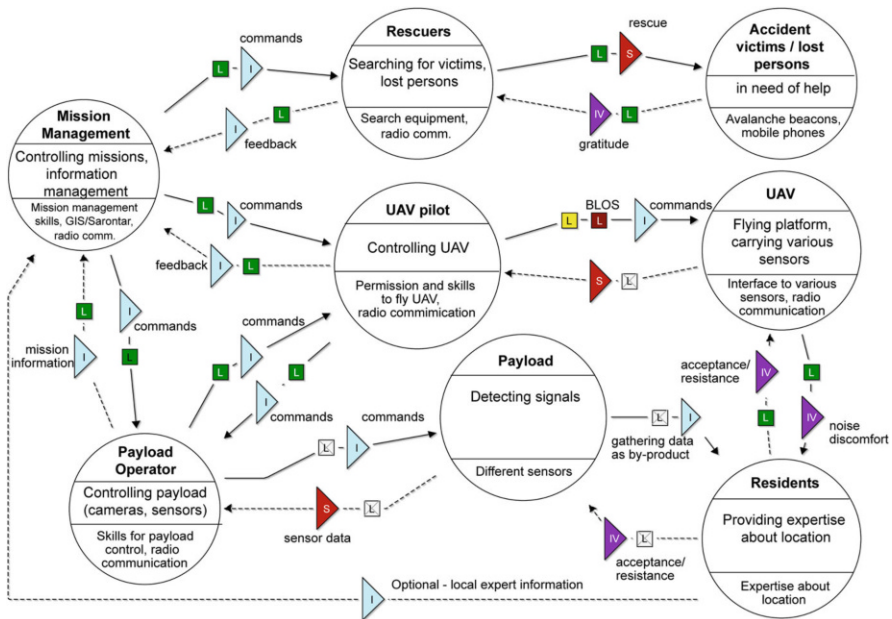 commands
L
I
Rescuers
Searching for victims,
lost persons
Search equipment,
radio comm.
rescue
L
S
Accident
victims / lost
persons
in need of help
Avalanche beacons,
mobile phones
I
L
feedback
IV
L
gratitude
Mission
Management
Controlling missions,
information
management
Mission management
skills, GIS/Sarontar,
radio comm.
L
I
commands
feedback
I
L
UAV pilot
Controlling UAV
Permission and skills
to fly UAV,
radio commimication
BLOS
L
L
I
commands
S
L
UAV
Flying platform,
carrying various
sensors
Interface to various
sensors, radio
communication
L
I
mission
information
I
commands
L
commands
L
I
L
I
commands
Payload
Detecting signals
Different sensors
acceptance/
resistance
IV
L
L
IV
noise
discomfort
L
I
gathering data
as by-product
Payload
Operator
Controlling payload
(cameras, sensors)
Skills for payload
control, radio
communication
commands
L
I
S
L
sensor data
Residents
Providing expertise
about location
Expertise about
location
IV
L
acceptance/
resistance
Optional - local expert information
I